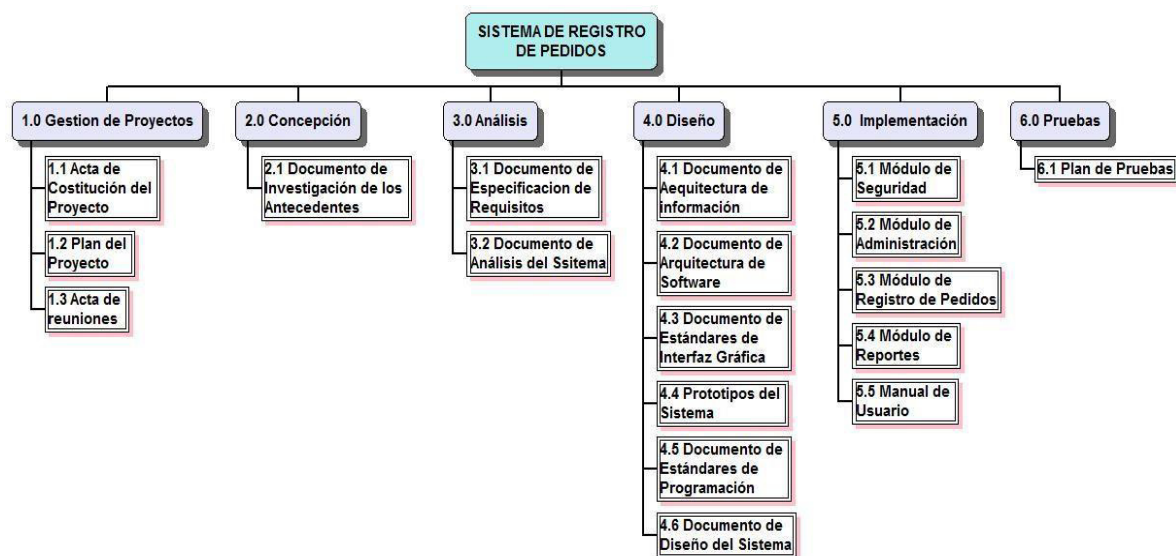 SISTEMA DE REGISTRO
DE PEDIDOS
1.0 Gestion de Proyectos
1.1 Acta de
Costitución del
Proyecto
1.2 Plan del
Proyecto
1.3 Acta de
reuniones
2.0 Concepción
2.1 Documento de
Investigación de los
Antecedentes
3.0 Análisis
3.1 Documento de
Especificacion de
Requisitos
3.2 Documento de
Análisis del Ssitema
4.0 Diseño
4.1 Documento de
Aequitectura de
información
4.2 Documento de
Arquitectura de
Software
4.3 Documento de
Estándares de
Interfaz Gráfica
4.4 Prototipos del
Sistema
4.5 Documento de
Estándares de
Programación
4.6 Documento de
Diseño del Sistema
5.0 Implementación
5.1 Módulo de
Seguridad
5.2 Módulo de
Administración
5.3 Módulo de
Registro de Pedidos
5.4 Módulo de
Reportes
5.5 Manual de
Usuario
6.0 Pruebas
6.1 Plan de Pruebas